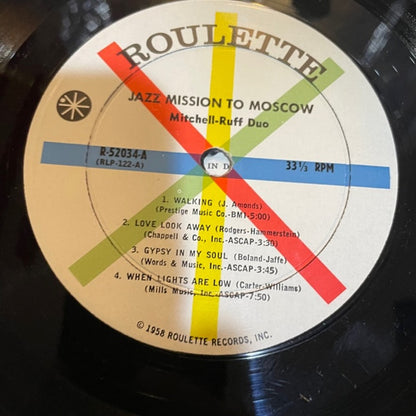 ROULETTE
JAZZ MISSION TO MOSCOW
Mitchell-Ruff Duo
R-52034-A
(RLP-122-A)
IN D
33⅓ RPM
1. WALKING (J. Amonds)
(Prestige Music Co.-BMI-5:00)
2. LOVE LOOK AWAY (Rodgers-Hammerstein)
(Chappell & Co., Inc.-ASCAP-3:30)
3. GYPSY IN MY SOUL (Boland-Jaffe)
(Words & Music, Inc.-ASCAP-3:45)
4. WHEN LIGHTS ARE LOW (Carter-Williams)
(Mills Music, Inc.-ASCAP-7:50)
© 1958 ROULETTE RECORDS, INC.